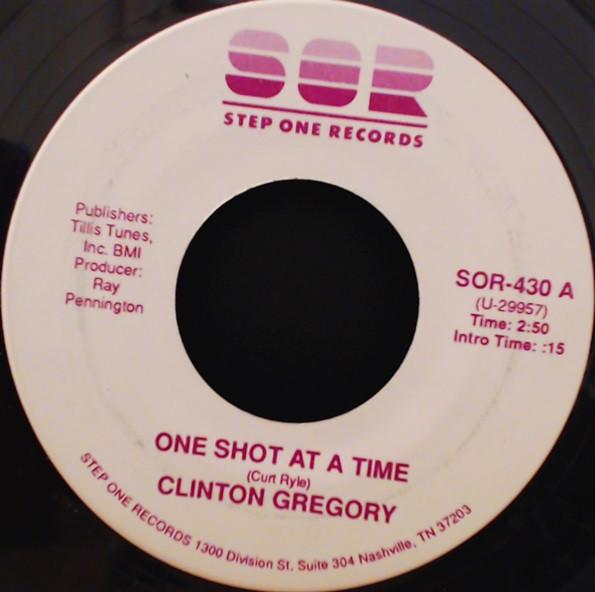 SOR
STEP ONE RECORDS
Publishers:
Tillis Tunes,
Inc. BMI
Producer:
Ray
Pennington
SOR-430 A
(U-29957)
Time: 2:50
Intro Time: :15
ONE SHOT AT A TIME
(Curt Ryle)
CLINTON GREGORY
STEP ONE RECORDS 1300 Division St. Suite 304 Nashville, TN 37203